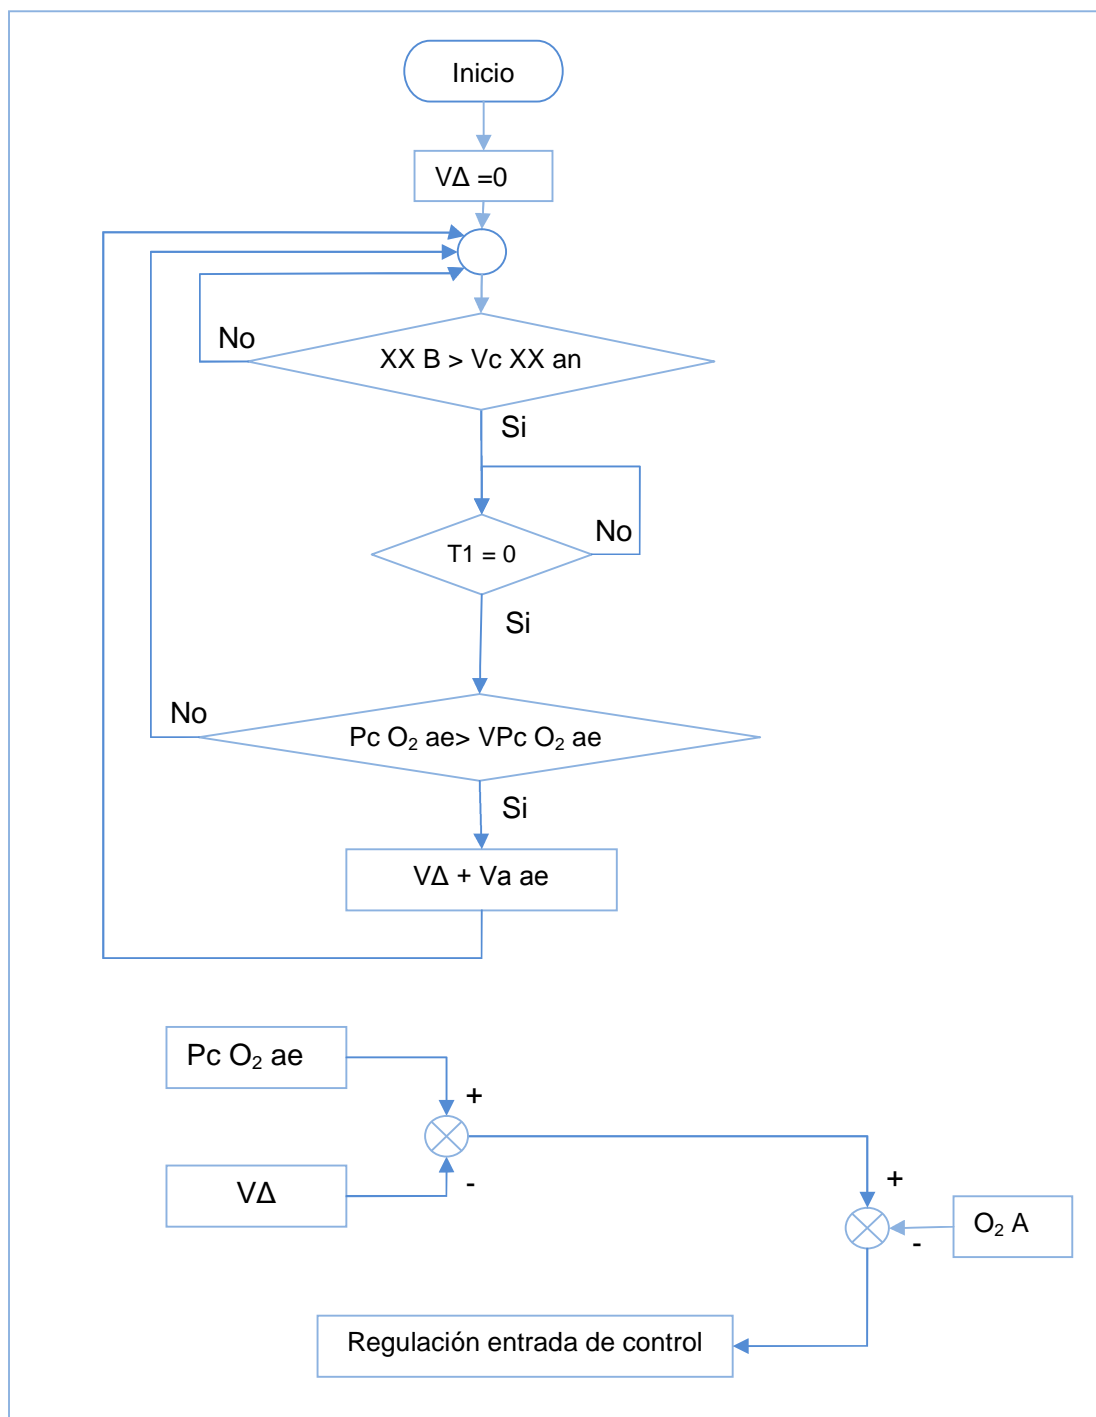 Inicio
VΔ =0
No
XX B > Vc XX an
Si
No
T1 = 0
Si
No
Pc O₂ ae> VPc O₂ ae
Si
VΔ + Va ae
Pc O₂ ae
+
VΔ
-
+
O₂ A
-
Regulación entrada de control